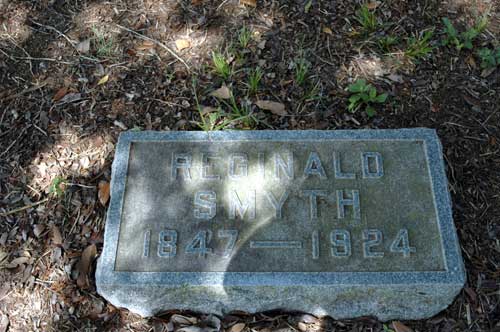 REGINALD
SMYTH
1847 — 1924